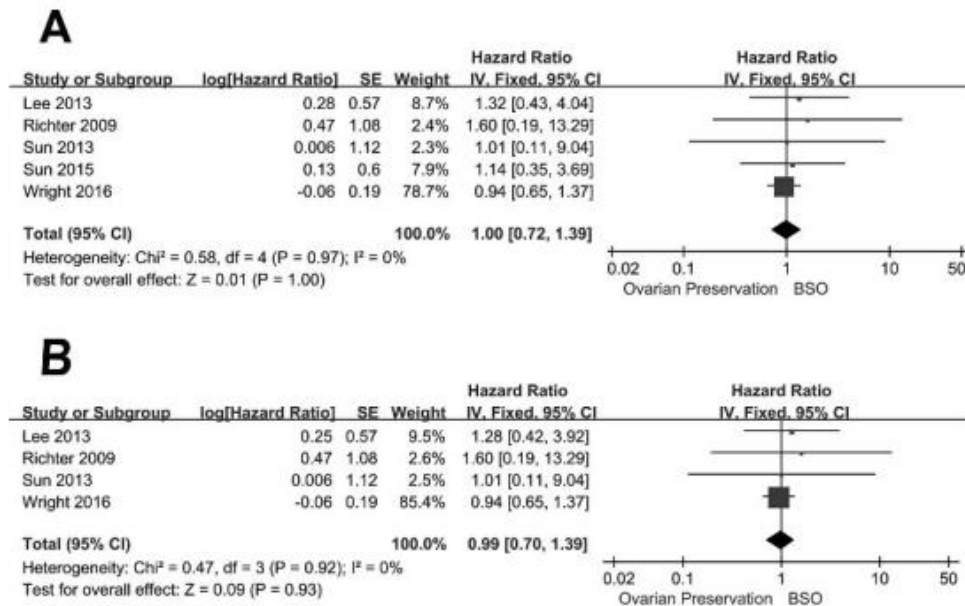 A
Hazard Ratio Hazard Ratio
Study or Subgroup log[Hazard Ratio] SE Weight IV, Fixed, 95% CI IV, Fixed, 95% CI
Lee 2013 0.28 0.57 8.7% 1.32 [0.43, 4.04]
Richter 2009 0.47 1.08 2.4% 1.60 [0.19, 13.29]
Sun 2013 0.006 1.12 2.3% 1.01 [0.11, 9.04]
Sun 2015 0.13 0.6 7.9% 1.14 [0.35, 3.69]
Wright 2016 -0.06 0.19 78.7% 0.94 [0.65, 1.37]
Total (95% CI) 100.0% 1.00 [0.72, 1.39]
Heterogeneity: Chi² = 0.58, df = 4 (P = 0.97); I² = 0%
Test for overall effect: Z = 0.01 (P = 1.00)
0.02 0.1 1 10 50
Ovarian Preservation BSO
B
Hazard Ratio Hazard Ratio
Study or Subgroup log[Hazard Ratio] SE Weight IV, Fixed, 95% CI IV, Fixed, 95% CI
Lee 2013 0.25 0.57 9.5% 1.28 [0.42, 3.92]
Richter 2009 0.47 1.08 2.6% 1.60 [0.19, 13.29]
Sun 2013 0.006 1.12 2.5% 1.01 [0.11, 9.04]
Wright 2016 -0.06 0.19 85.4% 0.94 [0.65, 1.37]
Total (95% CI) 100.0% 0.99 [0.70, 1.39]
Heterogeneity: Chi² = 0.47, df = 3 (P = 0.92); I² = 0%
Test for overall effect: Z = 0.09 (P = 0.93)
0.02 0.1 1 10 50
Ovarian Preservation BSO